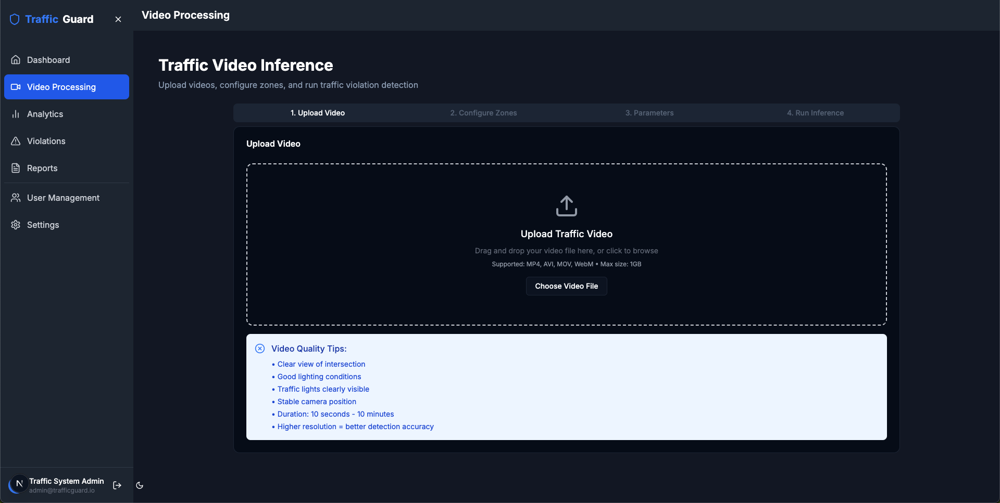 Traffic Guard
Video Processing
Dashboard
Video Processing
Analytics
Violations
Reports
User Management
Settings
Traffic Video Inference
Upload videos, configure zones, and run traffic violation detection
1. Upload Video
2. Configure Zones
3. Parameters
4. Run Inference
Upload Video
Upload Traffic Video
Drag and drop your video file here, or click to browse
Supported: MP4, AVI, MOV, WebM • Max size: 1GB
Choose Video File
Video Quality Tips:
• Clear view of intersection
• Good lighting conditions
• Traffic lights clearly visible
• Stable camera position
• Duration: 10 seconds - 10 minutes
• Higher resolution = better detection accuracy
N
Traffic System Admin
admin@trafficguard.io